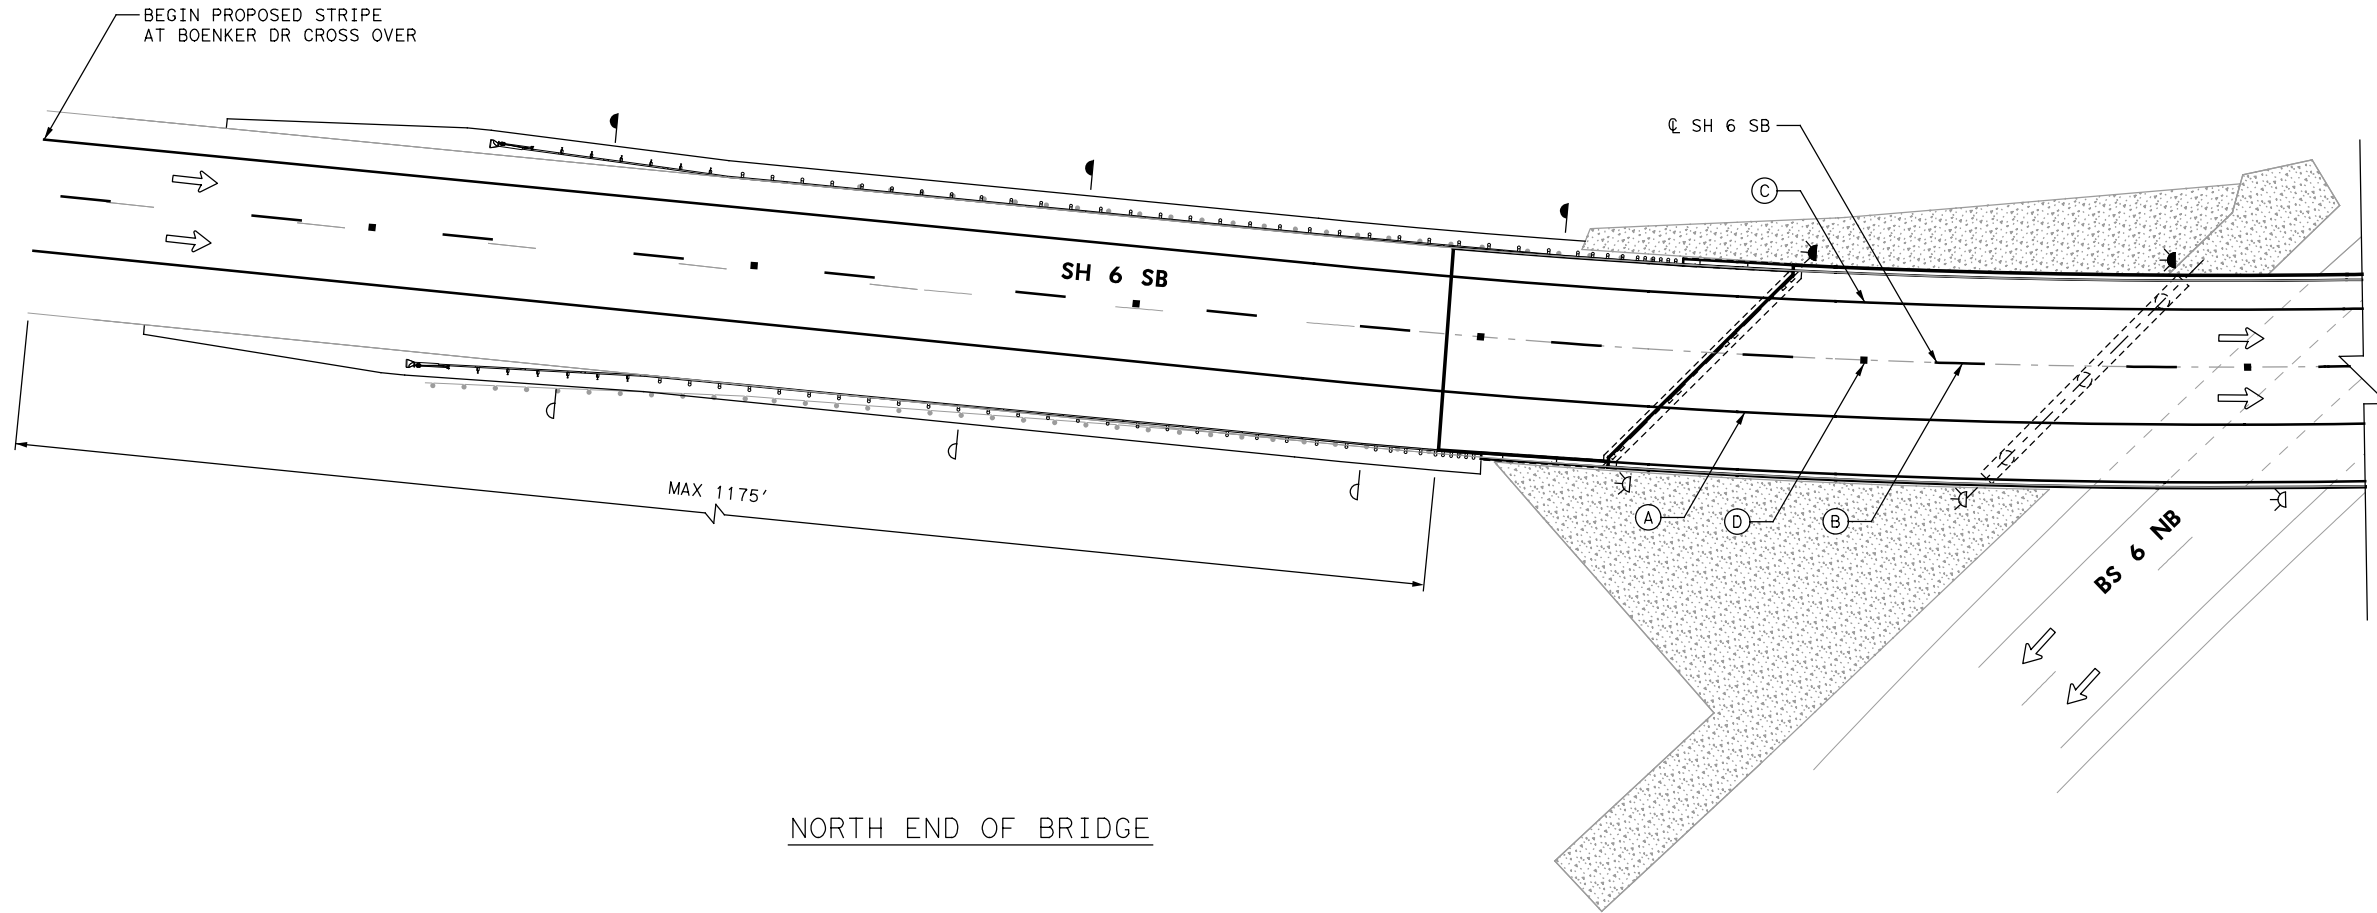 BEGIN PROPOSED STRIPE
AT BOENKER DR CROSS OVER
℄ SH 6 SB
C
SH 6 SB
MAX 1175'
A
D
B
BS 6 NB
NORTH END OF BRIDGE